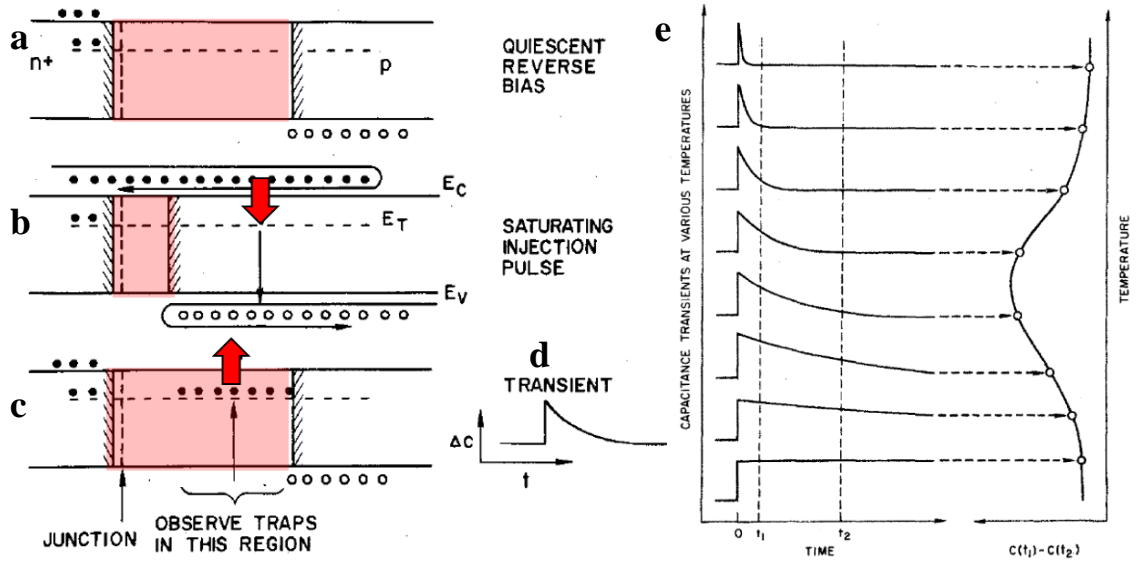 a
n+
p
QUIESCENT
REVERSE
BIAS
b
E_C
E_T
E_V
SATURATING
INJECTION
PULSE
c
JUNCTION
OBSERVE TRAPS
IN THIS REGION
d
TRANSIENT
ΔC
t
e
CAPACITANCE TRANSIENTS AT VARIOUS TEMPERATURES
0 t₁ t₂
TIME
C(t₁)-C(t₂)
TEMPERATURE